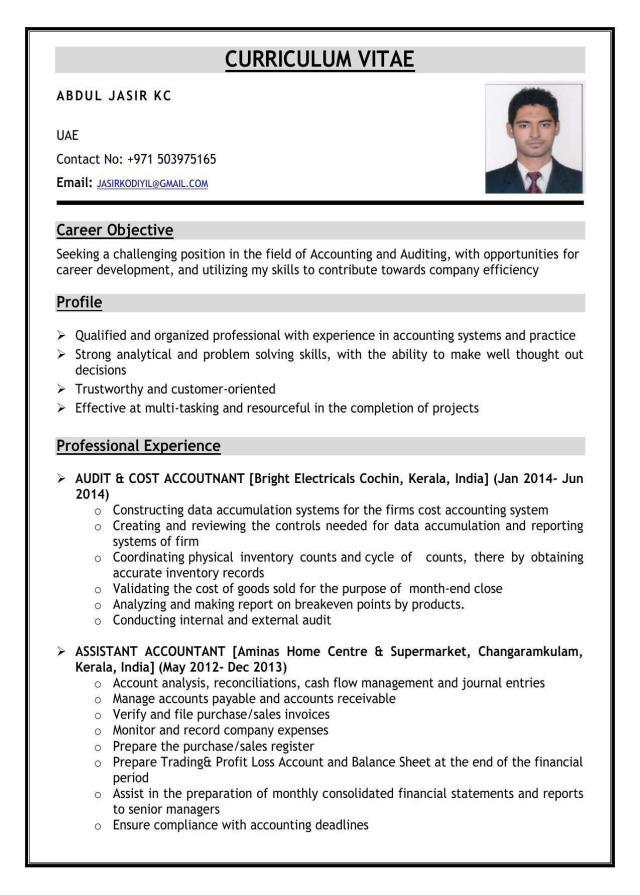 CURRICULUM VITAE
ABDUL JASIR KC
UAE
Contact No: +971 503975165
Email: JASIRKODIYIL@GMAIL.COM
Career Objective
Seeking a challenging position in the field of Accounting and Auditing, with opportunities for
career development, and utilizing my skills to contribute towards company efficiency
Profile
➢ Qualified and organized professional with experience in accounting systems and practice
➢ Strong analytical and problem solving skills, with the ability to make well thought out
decisions
➢ Trustworthy and customer-oriented
➢ Effective at multi-tasking and resourceful in the completion of projects
Professional Experience
➢ AUDIT & COST ACCOUTNANT [Bright Electricals Cochin, Kerala, India] (Jan 2014- Jun
2014)
o Constructing data accumulation systems for the firms cost accounting system
o Creating and reviewing the controls needed for data accumulation and reporting
systems of firm
o Coordinating physical inventory counts and cycle of counts, there by obtaining
accurate inventory records
o Validating the cost of goods sold for the purpose of month-end close
o Analyzing and making report on breakeven points by products.
o Conducting internal and external audit
➢ ASSISTANT ACCOUNTANT [Aminas Home Centre & Supermarket, Changaramkulam,
Kerala, India] (May 2012- Dec 2013)
o Account analysis, reconciliations, cash flow management and journal entries
o Manage accounts payable and accounts receivable
o Verify and file purchase/sales invoices
o Monitor and record company expenses
o Prepare the purchase/sales register
o Prepare Trading& Profit Loss Account and Balance Sheet at the end of the financial
period
o Assist in the preparation of monthly consolidated financial statements and reports
to senior managers
o Ensure compliance with accounting deadlines